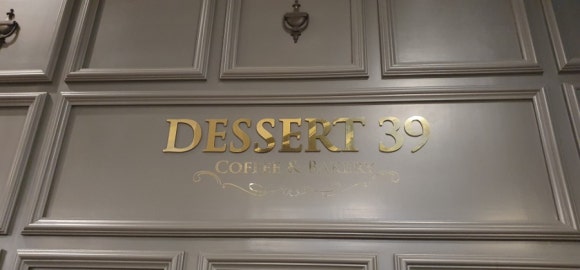 DESSERT 39
COFFEE & BAKERY